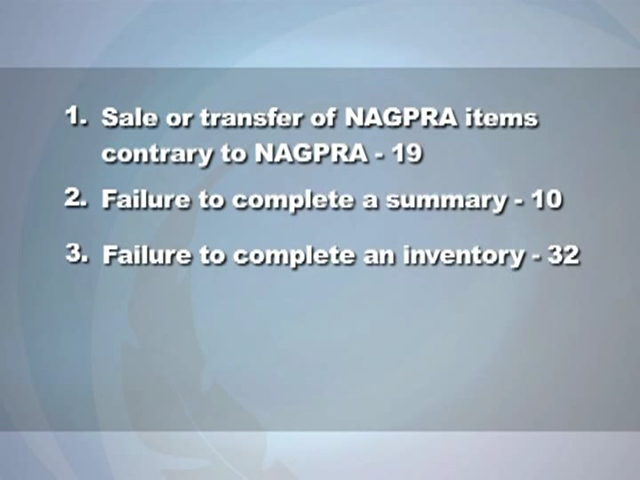 1. Sale or transfer of NAGPRA items
contrary to NAGPRA - 19
2. Failure to complete a summary - 10
3. Failure to complete an inventory - 32